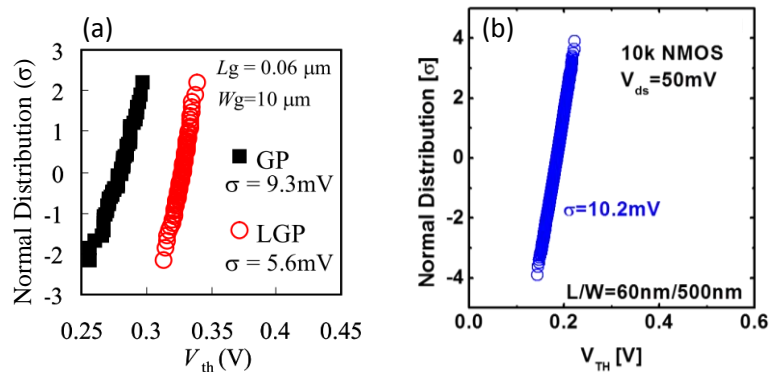 (a)
Normal Distribution (σ)
3
2
1
0
-1
-2
3
Lg = 0.06 μm
Wg=10 μm
GP
σ = 9.3mV
LGP
σ = 5.6mV
0.25 0.3 0.35 0.4 0.45
Vth (V)
(b)
Normal Distribution [σ]
4
2
0
-2
-4
10k NMOS
Vds=50mV
σ=10.2mV
L/W=60nm/500nm
0.0 0.2 0.4 0.6
VTH [V]